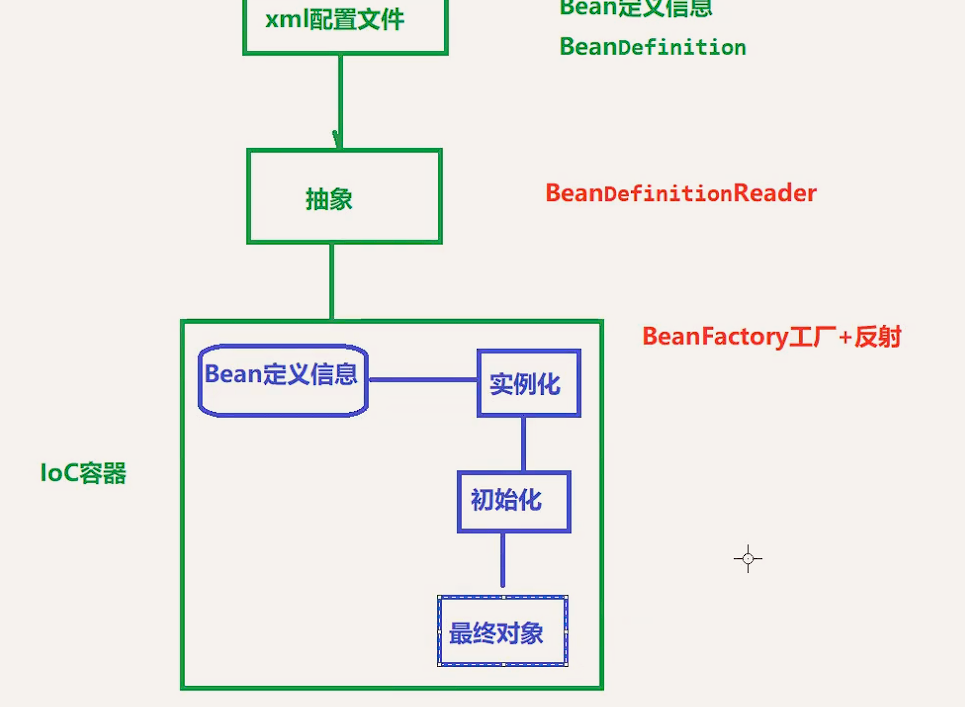 xml配置文件
Bean定义信息
BeanDefinition
抽象
BeanDefinitionReader
BeanFactory工厂+反射
Bean定义信息
实例化
IoC容器
初始化
最终对象